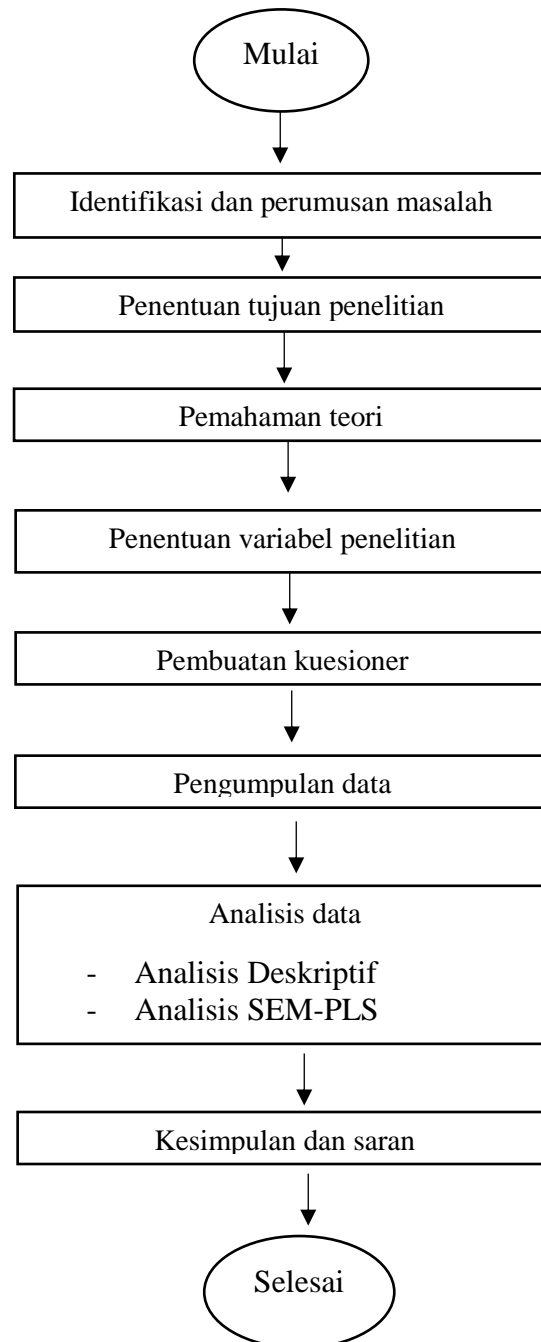 Mulai
Identifikasi dan perumusan masalah
Penentuan tujuan penelitian
Pemahaman teori
Penentuan variabel penelitian
Pembuatan kuesioner
Pengumpulan data
Analisis data
- Analisis Deskriptif
- Analisis SEM-PLS
Kesimpulan dan saran
Selesai